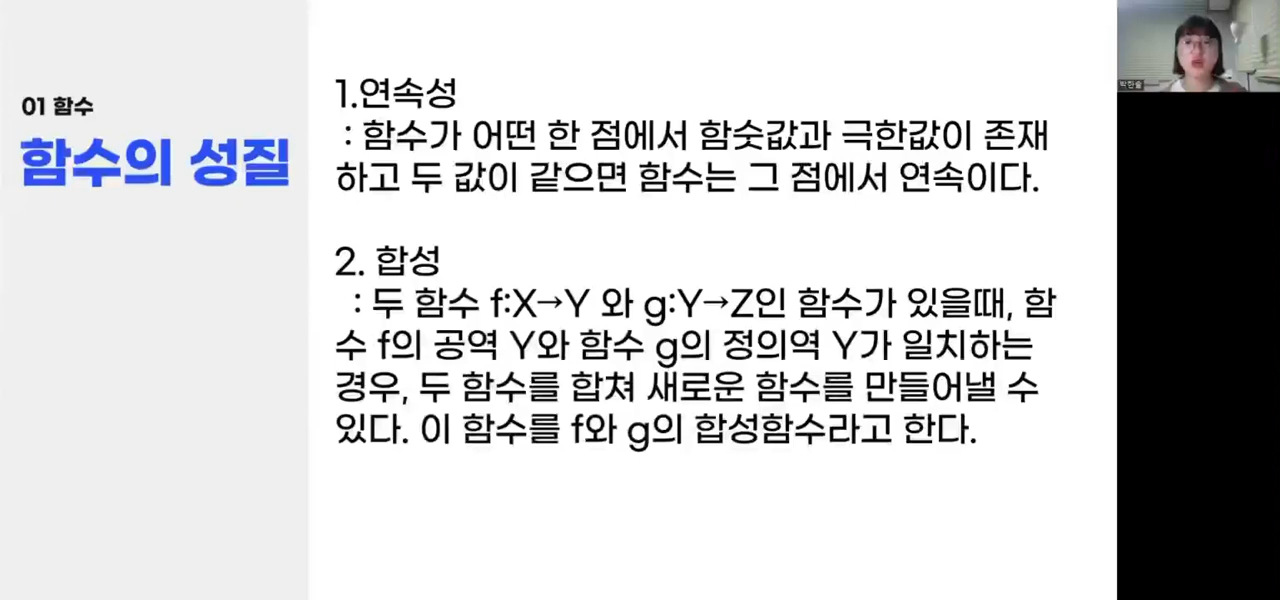 01 함수
함수의 성질
1.연속성
: 함수가 어떤 한 점에서 함숫값과 극한값이 존재
하고 두 값이 같으면 함수는 그 점에서 연속이다.
2. 합성
: 두 함수 f:X→Y 와 g:Y→Z인 함수가 있을때, 함
수 f의 공역 Y와 함수 g의 정의역 Y가 일치하는
경우, 두 함수를 합쳐 새로운 함수를 만들어낼 수
있다. 이 함수를 f와 g의 합성함수라고 한다.